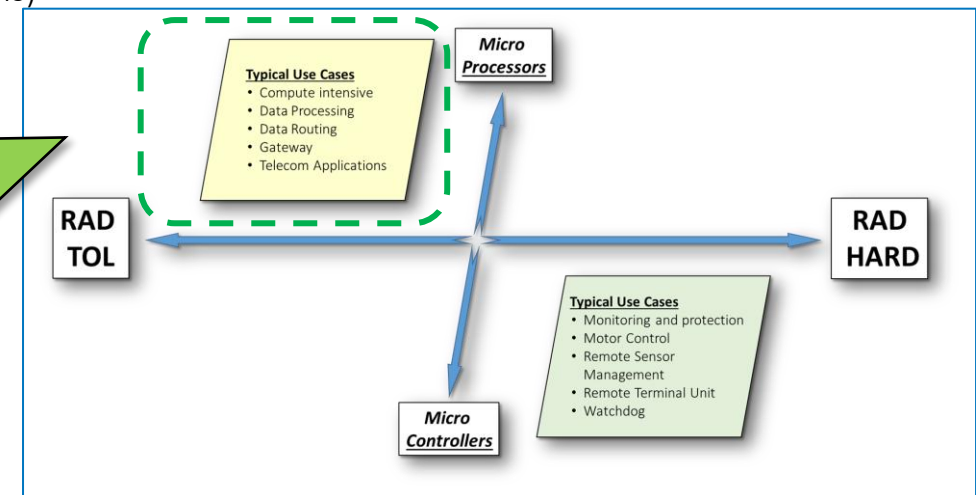 Micro
Processors
Typical Use Cases
• Compute intensive
• Data Processing
• Data Routing
• Gateway
• Telecom Applications
RAD
TOL
RAD
HARD
Typical Use Cases
• Monitoring and protection
• Motor Control
• Remote Sensor
Management
• Remote Terminal Unit
• Watchdog
Micro
Controllers